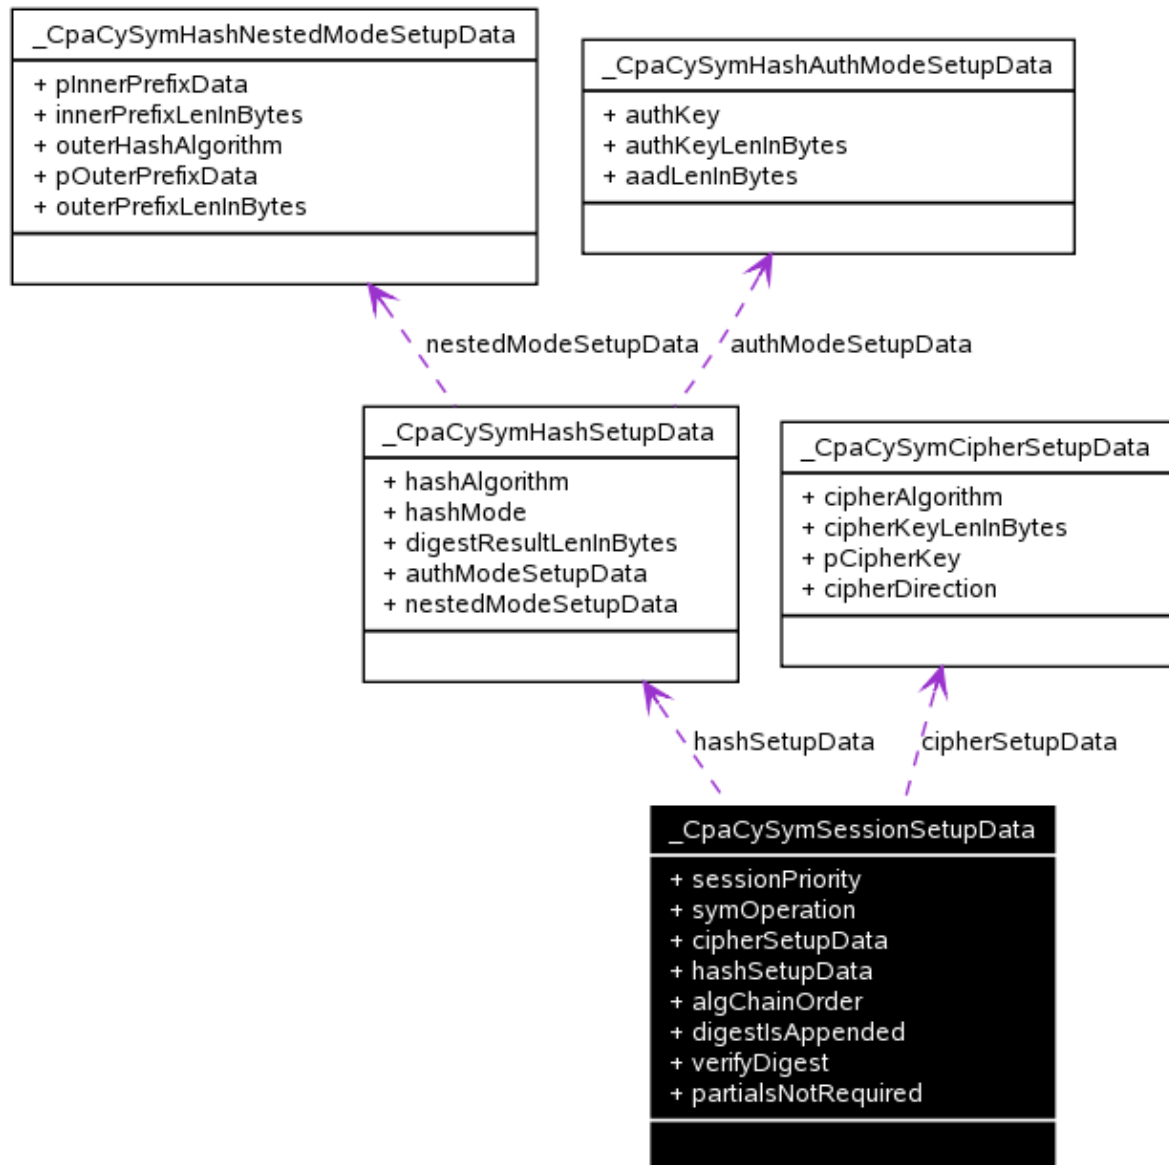 _CpaCySymHashNestedModeSetupData
+ pInnerPrefixData
+ innerPrefixLenInBytes
+ outerHashAlgorithm
+ pOuterPrefixData
+ outerPrefixLenInBytes
_CpaCySymHashAuthModeSetupData
+ authKey
+ authKeyLenInBytes
+ aadLenInBytes
nestedModeSetupData
authModeSetupData
_CpaCySymHashSetupData
+ hashAlgorithm
+ hashMode
+ digestResultLenInBytes
+ authModeSetupData
+ nestedModeSetupData
_CpaCySymCipherSetupData
+ cipherAlgorithm
+ cipherKeyLenInBytes
+ pCipherKey
+ cipherDirection
hashSetupData
cipherSetupData
_CpaCySymSessionSetupData
+ sessionPriority
+ symOperation
+ cipherSetupData
+ hashSetupData
+ algChainOrder
+ digestIsAppended
+ verifyDigest
+ partialsNotRequired